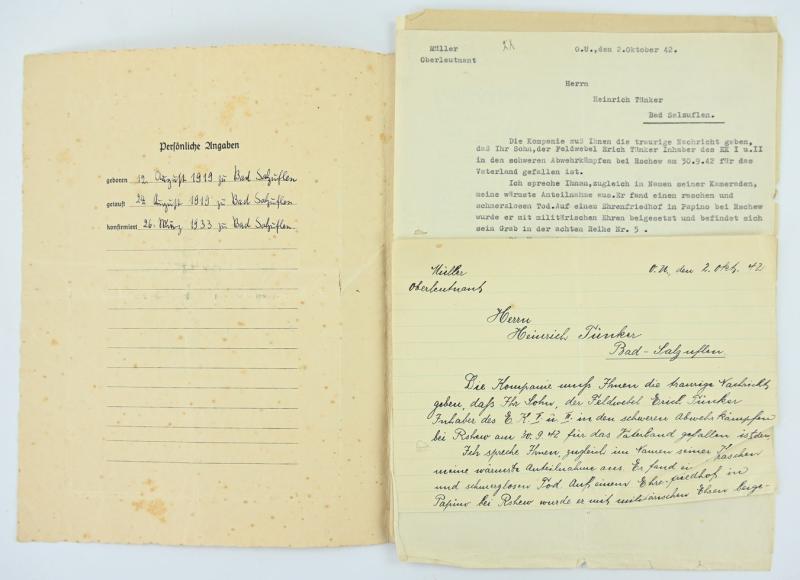 Persönliche Angaben
geboren 12. August 1919 zu Bad Salzuflen
getauft 24. August 1919 zu Bad Salzuflen
konfirmiert 26. März 1933 zu Bad Salzuflen
Müller
Oberleutnant
O.U.,den 2.Oktober 42.
Herrn
Heinrich Tünker
Bad Salzuflen.
Die Kompanie muß Ihnen die traurige Nachricht geben,
daß Ihr Sohn,der Feldwebel Erich Tünker Inhaber des EK I u.II
in den schweren Abwehrkämpfen bei Rschew am 30.9.42 für das
Vaterland gefallen ist.
Ich spreche Ihnen,zugleich im Namen seiner Kameraden,
meine wärmste Anteilnahme aus.Er fand einen raschen und
schmerzlosen Tod.Auf einem Ehrenfriedhof in Papino bei Rschew
wurde er mit militärischen Ehren beigesetzt und befindet sich
sein Grab in der achten Reihe Nr. 5 .
Müller
Oberleutnant
O.U, den 2. Okt. 42
Herrn
Heinrich Tünker
Bad-Salzuflen
Die Kompanie muß Ihnen die traurige Nachricht
geben, daß Ihr Sohn, der Feldwebel Erich Tünker
Inhaber des E.K. I u. II. in den schweren Abwehrkämpfen
bei Rshew am 30.9.42 für das Vaterland gefallen ist.
Ich spreche Ihnen, zugleich im Namen seiner
meine wärmste Anteilnahme aus. Er fand raschen
und schmerzlosen Tod. Auf einem in
Papino bei Rshew wurde er mit militärischen Ehren beige-